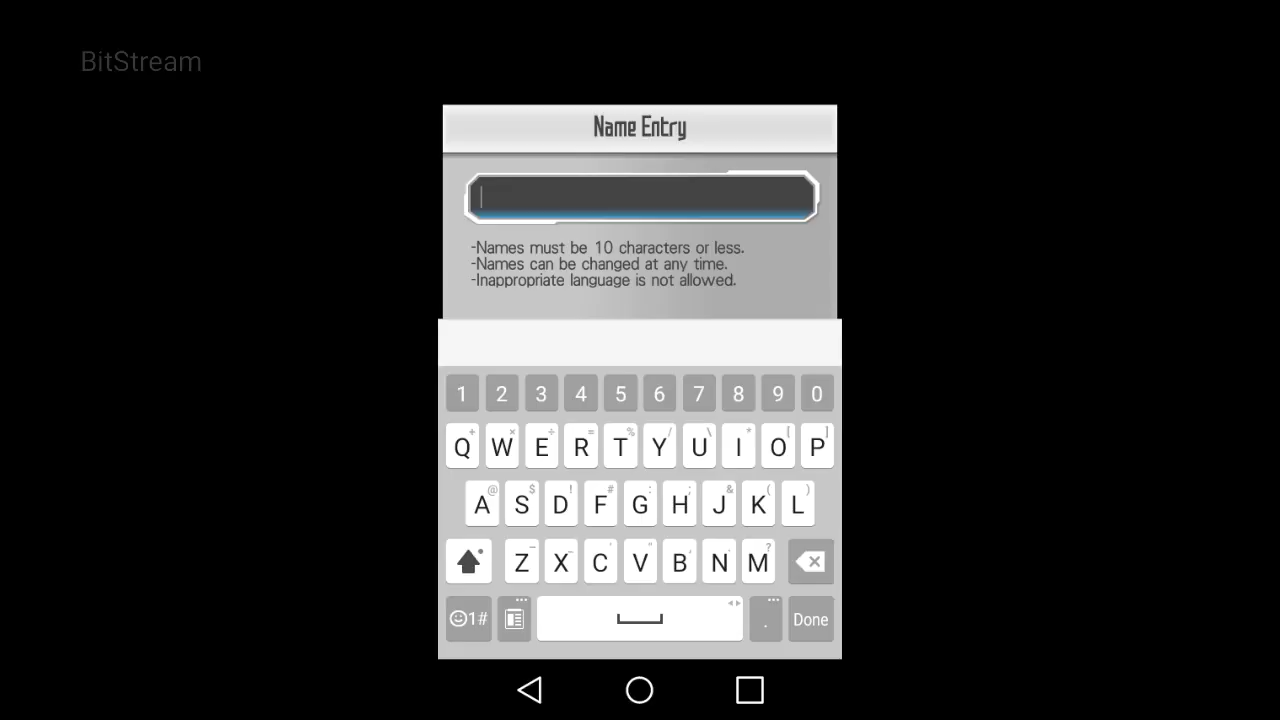 BitStream
Name Entry
-Names must be 10 characters or less.
-Names can be changed at any time.
-Inappropriate language is not allowed.
1 2 3 4 5 6 7 8 9 0
+ × ÷ = % / \ * [ ]
Q W E R T Y U I O P
@ $ ! # : ; & ( )
A S D F G H J K L
Z X C V B N M ?
1# . Done